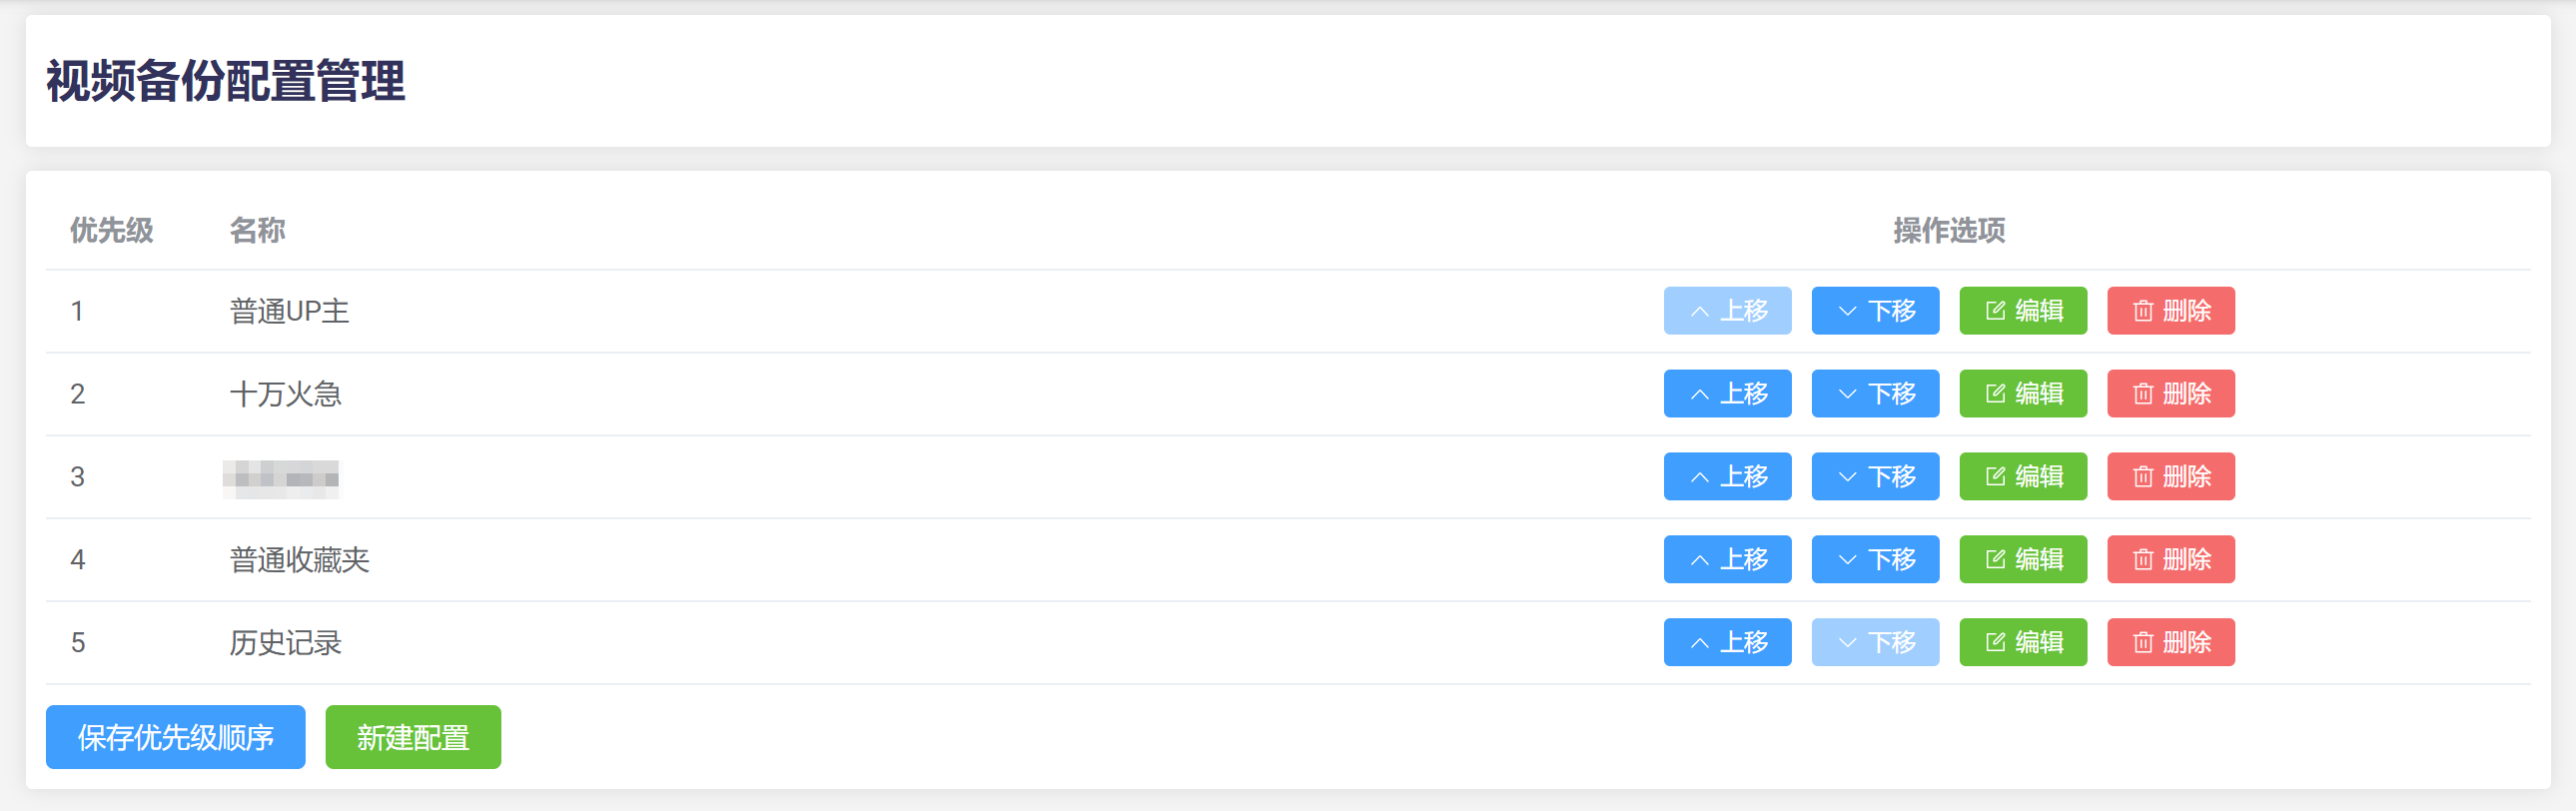 视频备份配置管理
优先级 名称 操作选项
1 普通UP主 上移 下移 编辑 删除
2 十万火急 上移 下移 编辑 删除
3 上移 下移 编辑 删除
4 普通收藏夹 上移 下移 编辑 删除
5 历史记录 上移 下移 编辑 删除
保存优先级顺序 新建配置